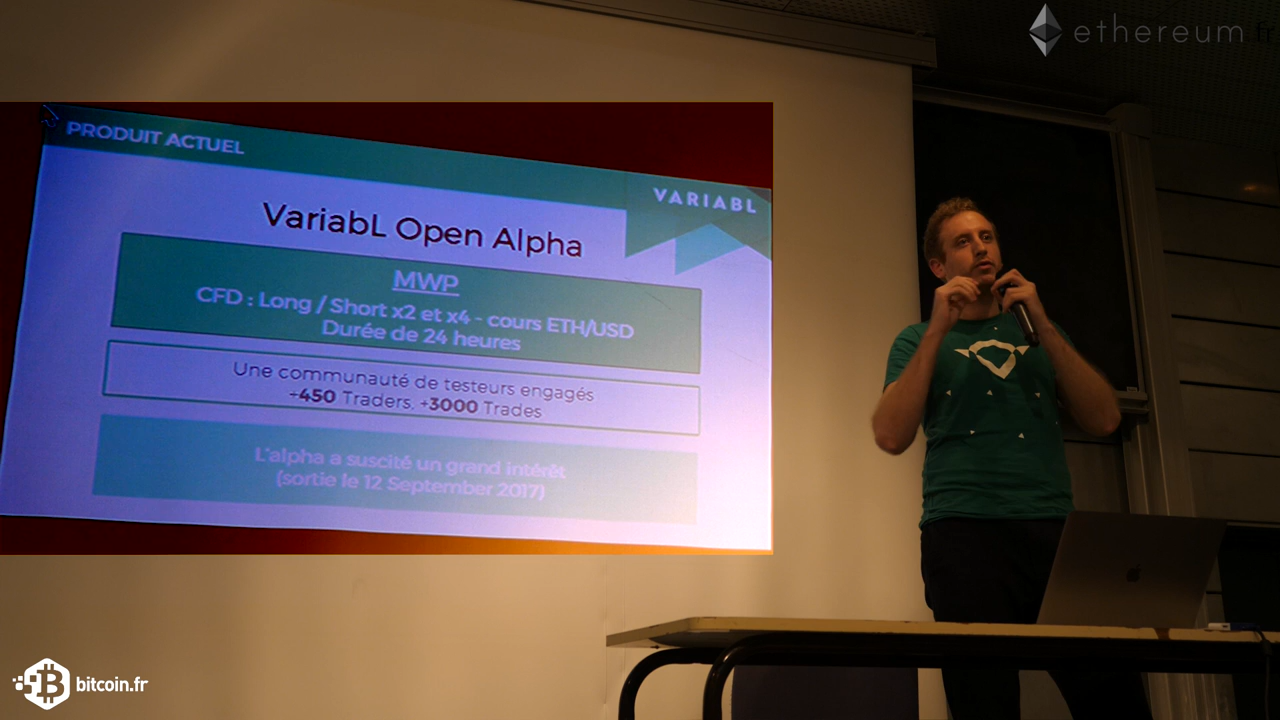 ethereum fr
PRODUIT ACTUEL
VARIABL
VariabL Open Alpha
MWP
CFD : Long / Short x2 et x4 - cours ETH/USD
Durée de 24 heures
Une communauté de testeurs engagés
+450 Traders, +3000 Trades
L'alpha a suscité un grand intérêt
(sortie le 12 September 2017)
bitcoin.fr